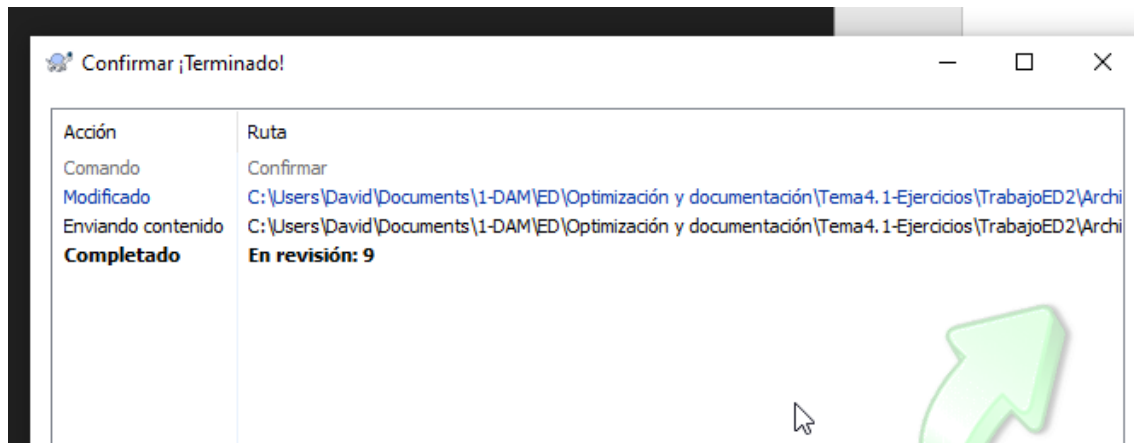 Confirmar ¡Terminado!
Acción Ruta
Comando Confirmar
Modificado C:\Users\David\Documents\1-DAM\ED\Optimización y documentación\Tema4.1-Ejercicios\TrabajoED2\Archi
Enviando contenido C:\Users\David\Documents\1-DAM\ED\Optimización y documentación\Tema4.1-Ejercicios\TrabajoED2\Archi
Completado En revisión: 9